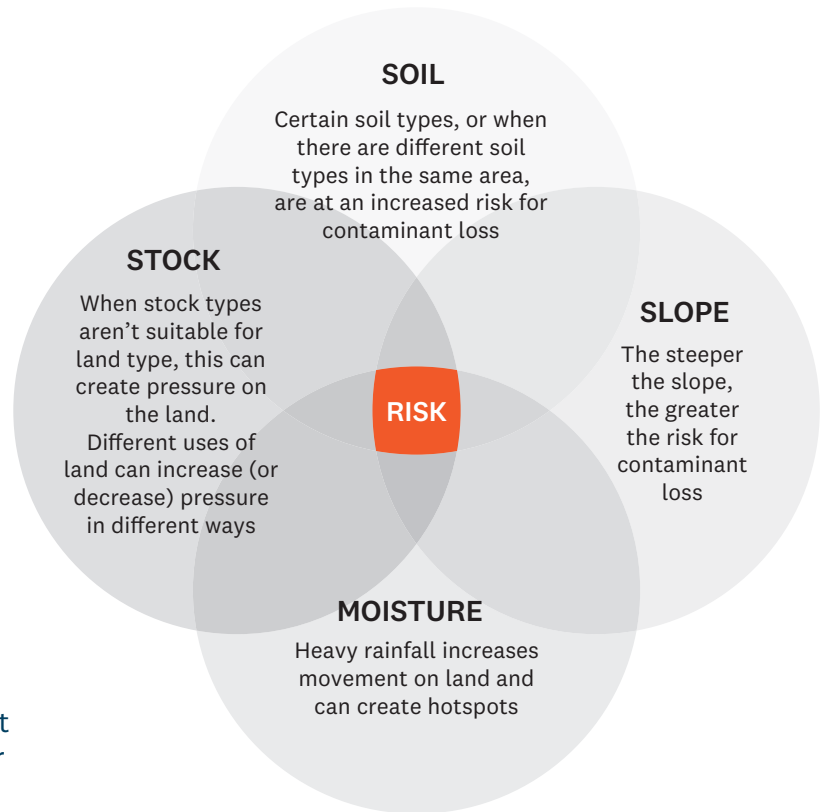 SOIL
Certain soil types, or when
there are different soil
types in the same area,
are at an increased risk for
contaminant loss
STOCK
When stock types
aren’t suitable for
land type, this can
create pressure on
the land.
Different uses of
land can increase (or
decrease) pressure
in different ways
SLOPE
The steeper
the slope,
the greater
the risk for
contaminant
loss
RISK
MOISTURE
Heavy rainfall increases
movement on land and
can create hotspots